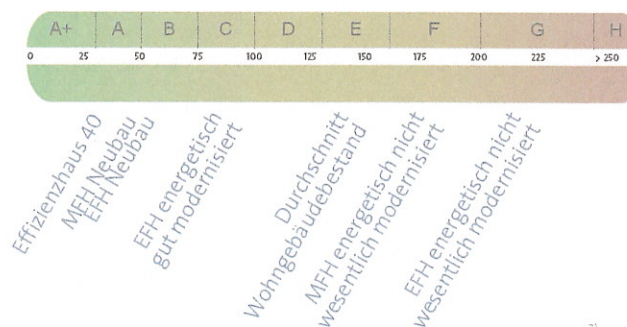 A+ A B C D E F G H
0 25 50 75 100 125 150 175 200 225 > 250
Effizienzhaus 40
MFH Neubau
EFH Neubau
EFH energetisch
gut modernisiert
Durchschnitt
Wohngebäudebestand
MFH energetisch nicht
wesentlich modernisiert
EFH energetisch nicht
wesentlich modernisiert